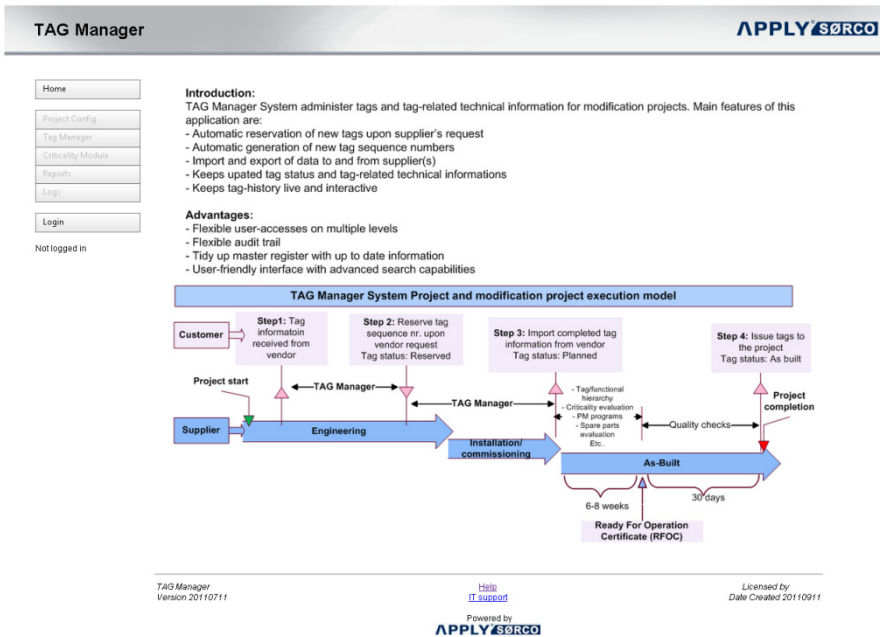 TAG Manager
APPLY SØRCO
Home
Project Config
Tag Manager
Criticality Module
Reports
Logs
Login
Not logged in
Introduction:
TAG Manager System administer tags and tag-related technical information for modification projects. Main features of this
application are:
- Automatic reservation of new tags upon supplier's request
- Automatic generation of new tag sequence numbers
- Import and export of data to and from supplier(s)
- Keeps upated tag status and tag-related technical informations
- Keeps tag-history live and interactive
Advantages:
- Flexible user-accesses on multiple levels
- Flexible audit trail
- Tidy up master register with up to date information
- User-friendly interface with advanced search capabilities
TAG Manager System Project and modification project execution model
Customer
Step1: Tag
informatoin
received from
vendor
Step 2: Reserve tag
sequence nr. upon
vendor request
Tag status: Reserved
Step 3: Import completed tag
information from vendor
Tag status: Planned
Step 4: Issue tags to
the project
Tag status: As built
Project start
TAG Manager
TAG Manager
- Tag/functional
hierarchy
- Criticality evaluation
- PM programs
- Spare parts
evaluation
Etc..
Quality checks
Project
completion
Supplier
Engineering
Installation/
commissioning
As-Built
6-8 weeks
30 days
Ready For Operation
Certificate (RFOC)
TAG Manager
Version 20110711
Help
IT support
Licensed by
Date Created 20110911
Powered by
APPLY SØRCO